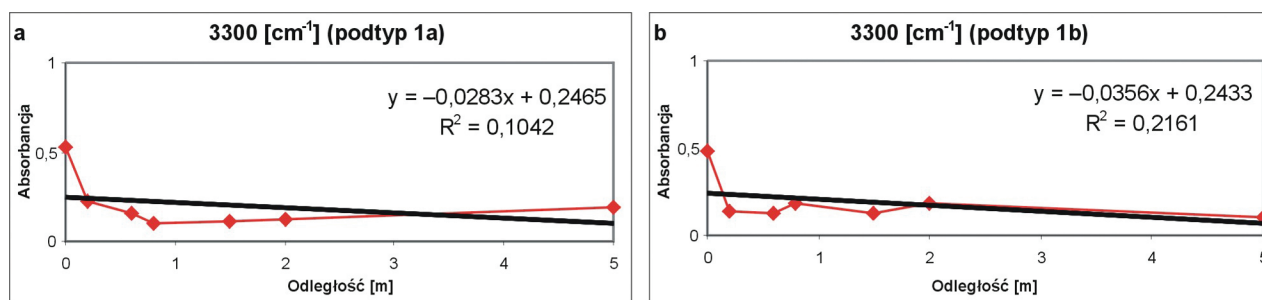 a
3300 [cm⁻¹] (podtyp 1a)
1
y = –0,0283x + 0,2465
R² = 0,1042
Absorbancja
0,5
0
0 1 2 3 4 5
Odległość [m]
b
3300 [cm⁻¹] (podtyp 1b)
1
y = –0,0356x + 0,2433
R² = 0,2161
Absorbancja
0,5
0
0 1 2 3 4 5
Odległość [m]